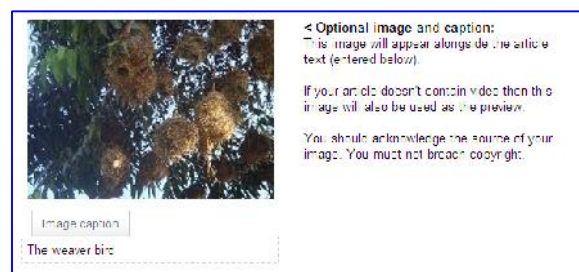 < Optional image and caption:
This image will appear alongside the article
text (entered below).
If your article doesn't contain video then this
image will also be used as the preview.
You should acknowledge the source of your
image. You must not breach copyright.
Image caption
The weaver bird